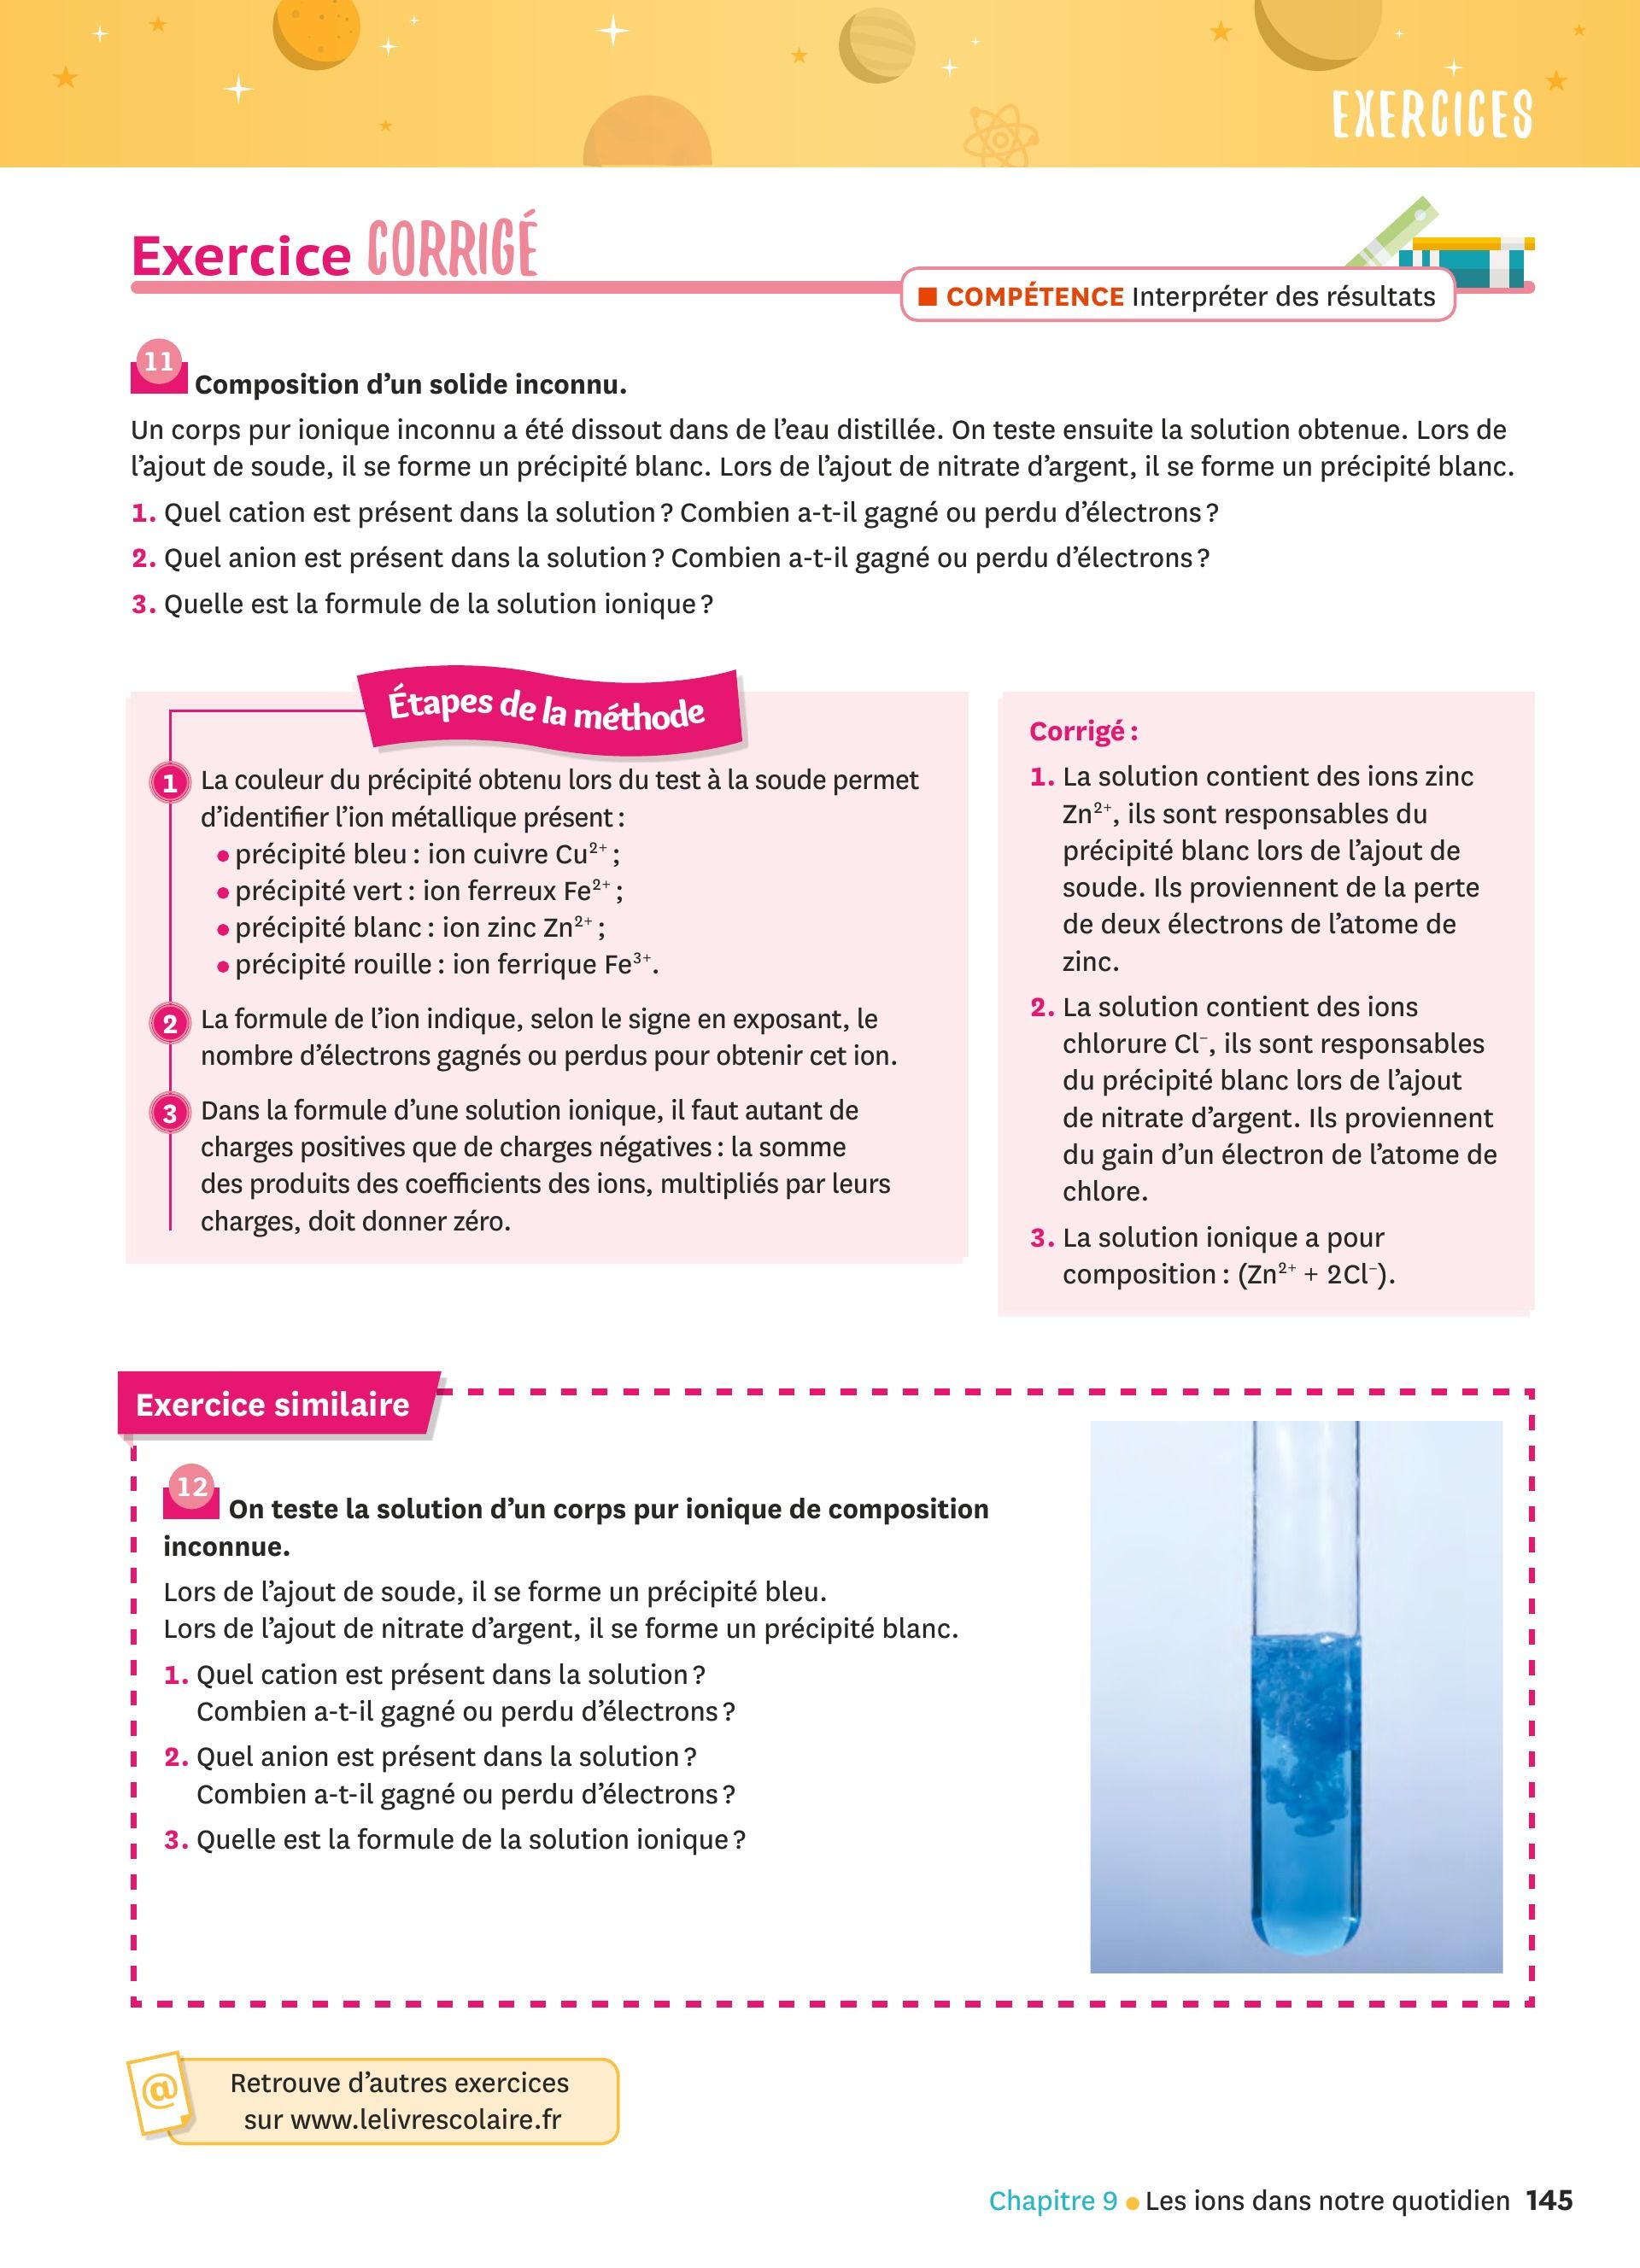 EXERCICES
Exercice CORRIGÉ
COMPÉTENCE Interpréter des résultats
11 Composition d’un solide inconnu.
Un corps pur ionique inconnu a été dissout dans de l’eau distillée. On teste ensuite la solution obtenue. Lors de
l’ajout de soude, il se forme un précipité blanc. Lors de l’ajout de nitrate d’argent, il se forme un précipité blanc.
1. Quel cation est présent dans la solution ? Combien a-t-il gagné ou perdu d’électrons ?
2. Quel anion est présent dans la solution ? Combien a-t-il gagné ou perdu d’électrons ?
3. Quelle est la formule de la solution ionique ?
Étapes de la méthode
1 La couleur du précipité obtenu lors du test à la soude permet
d’identifier l’ion métallique présent :
• précipité bleu : ion cuivre Cu²⁺ ;
• précipité vert : ion ferreux Fe²⁺ ;
• précipité blanc : ion zinc Zn²⁺ ;
• précipité rouille : ion ferrique Fe³⁺.
2 La formule de l’ion indique, selon le signe en exposant, le
nombre d’électrons gagnés ou perdus pour obtenir cet ion.
3 Dans la formule d’une solution ionique, il faut autant de
charges positives que de charges négatives : la somme
des produits des coefficients des ions, multipliés par leurs
charges, doit donner zéro.
Corrigé :
1. La solution contient des ions zinc
Zn²⁺, ils sont responsables du
précipité blanc lors de l’ajout de
soude. Ils proviennent de la perte
de deux électrons de l’atome de
zinc.
2. La solution contient des ions
chlorure Cl⁻, ils sont responsables
du précipité blanc lors de l’ajout
de nitrate d’argent. Ils proviennent
du gain d’un électron de l’atome de
chlore.
3. La solution ionique a pour
composition : (Zn²⁺ + 2Cl⁻).
Exercice similaire
12 On teste la solution d’un corps pur ionique de composition
inconnue.
Lors de l’ajout de soude, il se forme un précipité bleu.
Lors de l’ajout de nitrate d’argent, il se forme un précipité blanc.
1. Quel cation est présent dans la solution ?
Combien a-t-il gagné ou perdu d’électrons ?
2. Quel anion est présent dans la solution ?
Combien a-t-il gagné ou perdu d’électrons ?
3. Quelle est la formule de la solution ionique ?
@
Retrouve d’autres exercices
sur www.lelivrescolaire.fr
Chapitre 9 • Les ions dans notre quotidien 145